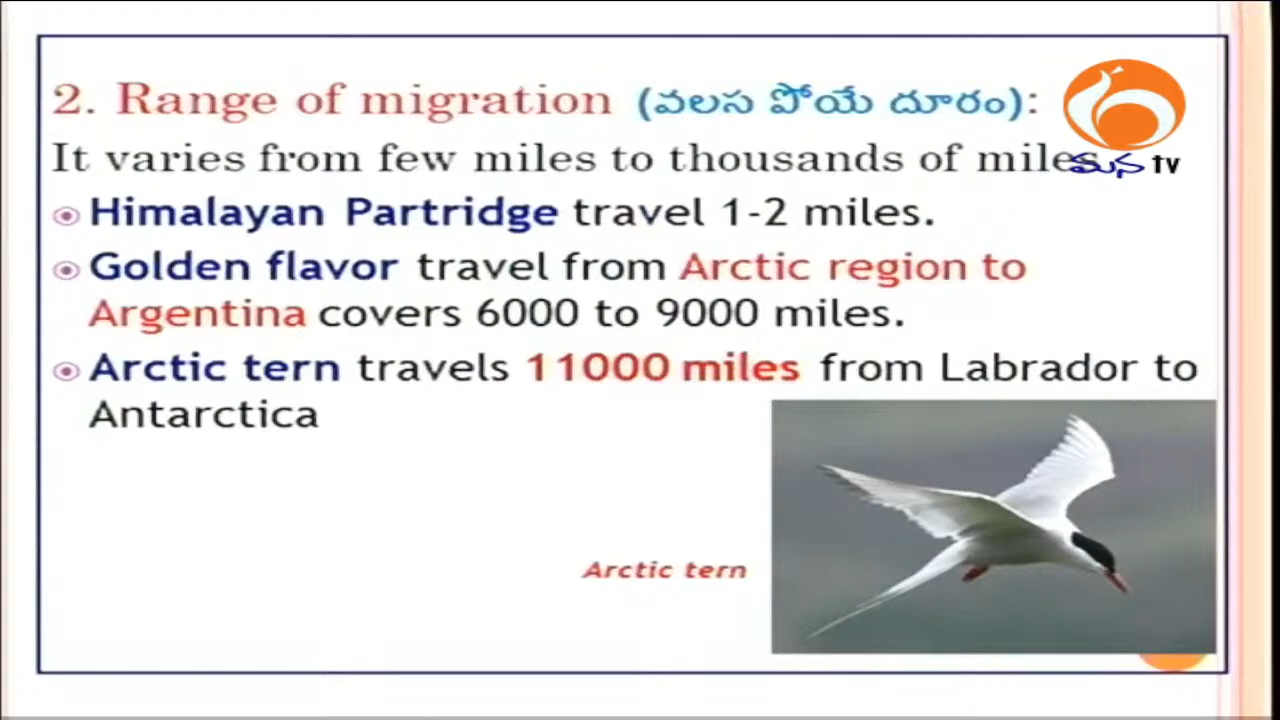 2. Range of migration (వలస పోయే దూరం):
It varies from few miles to thousands of miles.
Himalayan Partridge travel 1-2 miles.
Golden flavor travel from Arctic region to
Argentina covers 6000 to 9000 miles.
Arctic tern travels 11000 miles from Labrador to
Antarctica
Arctic tern
మన tv